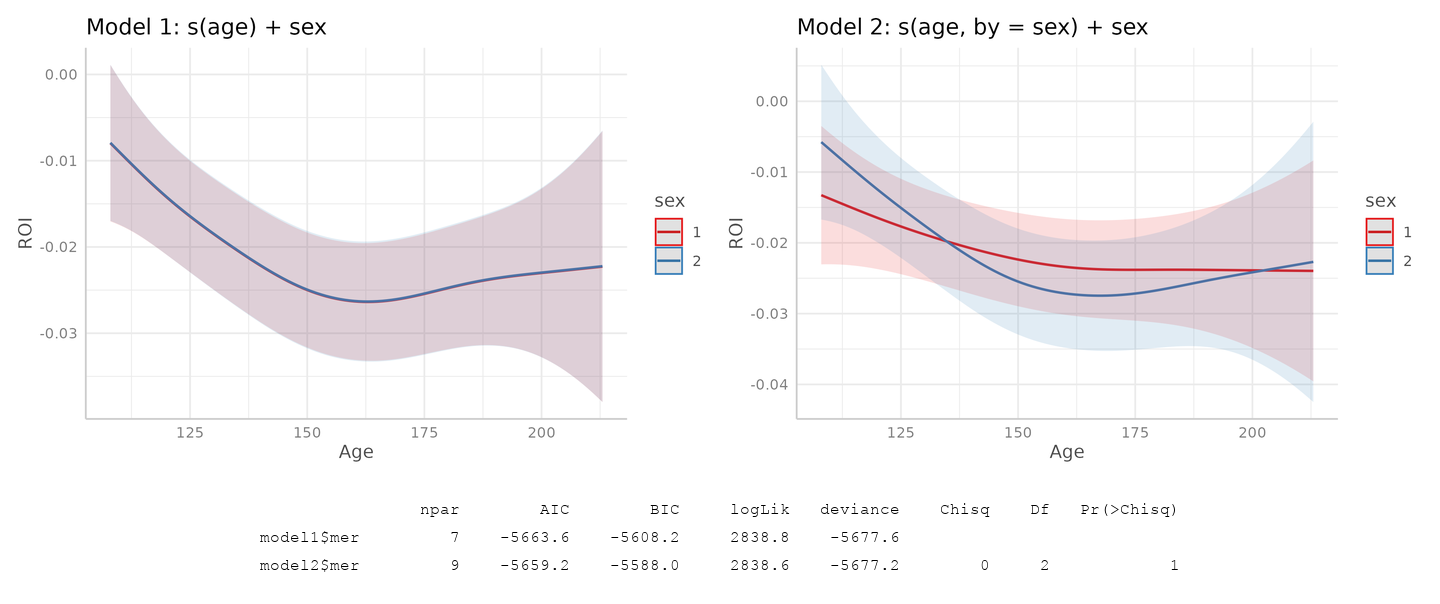 Model 1: s(age) + sex
0.00
-0.01
-0.02
-0.03
ROI
125 150 175 200
Age
sex
1
2
Model 2: s(age, by = sex) + sex
0.00
-0.01
-0.02
-0.03
-0.04
ROI
125 150 175 200
Age
sex
1
2
npar AIC BIC logLik deviance Chisq Df Pr(>Chisq)
model1$mer 7 -5663.6 -5608.2 2838.8 -5677.6
model2$mer 9 -5659.2 -5588.0 2838.6 -5677.2 0 2 1